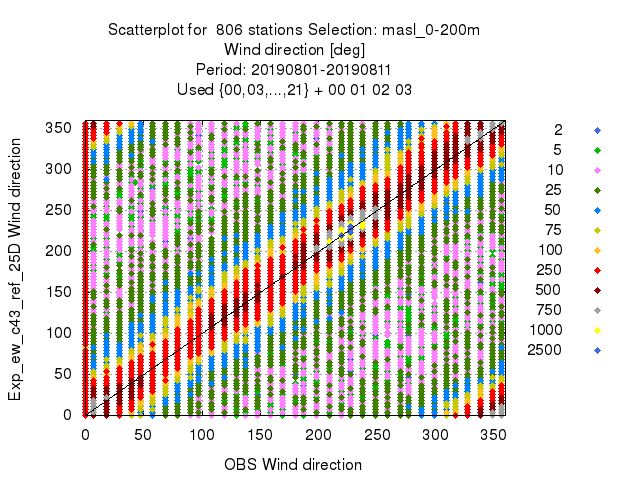 Scatterplot for 806 stations Selection: masl_0-200m
Wind direction [deg]
Period: 20190801-20190811
Used {00,03,...,21} + 00 01 02 03
Exp_ew_c43_ref_25D Wind direction
350
300
250
200
150
100
50
0
0 50 100 150 200 250 300 350
OBS Wind direction
2
5
10
25
50
75
100
250
500
750
1000
2500